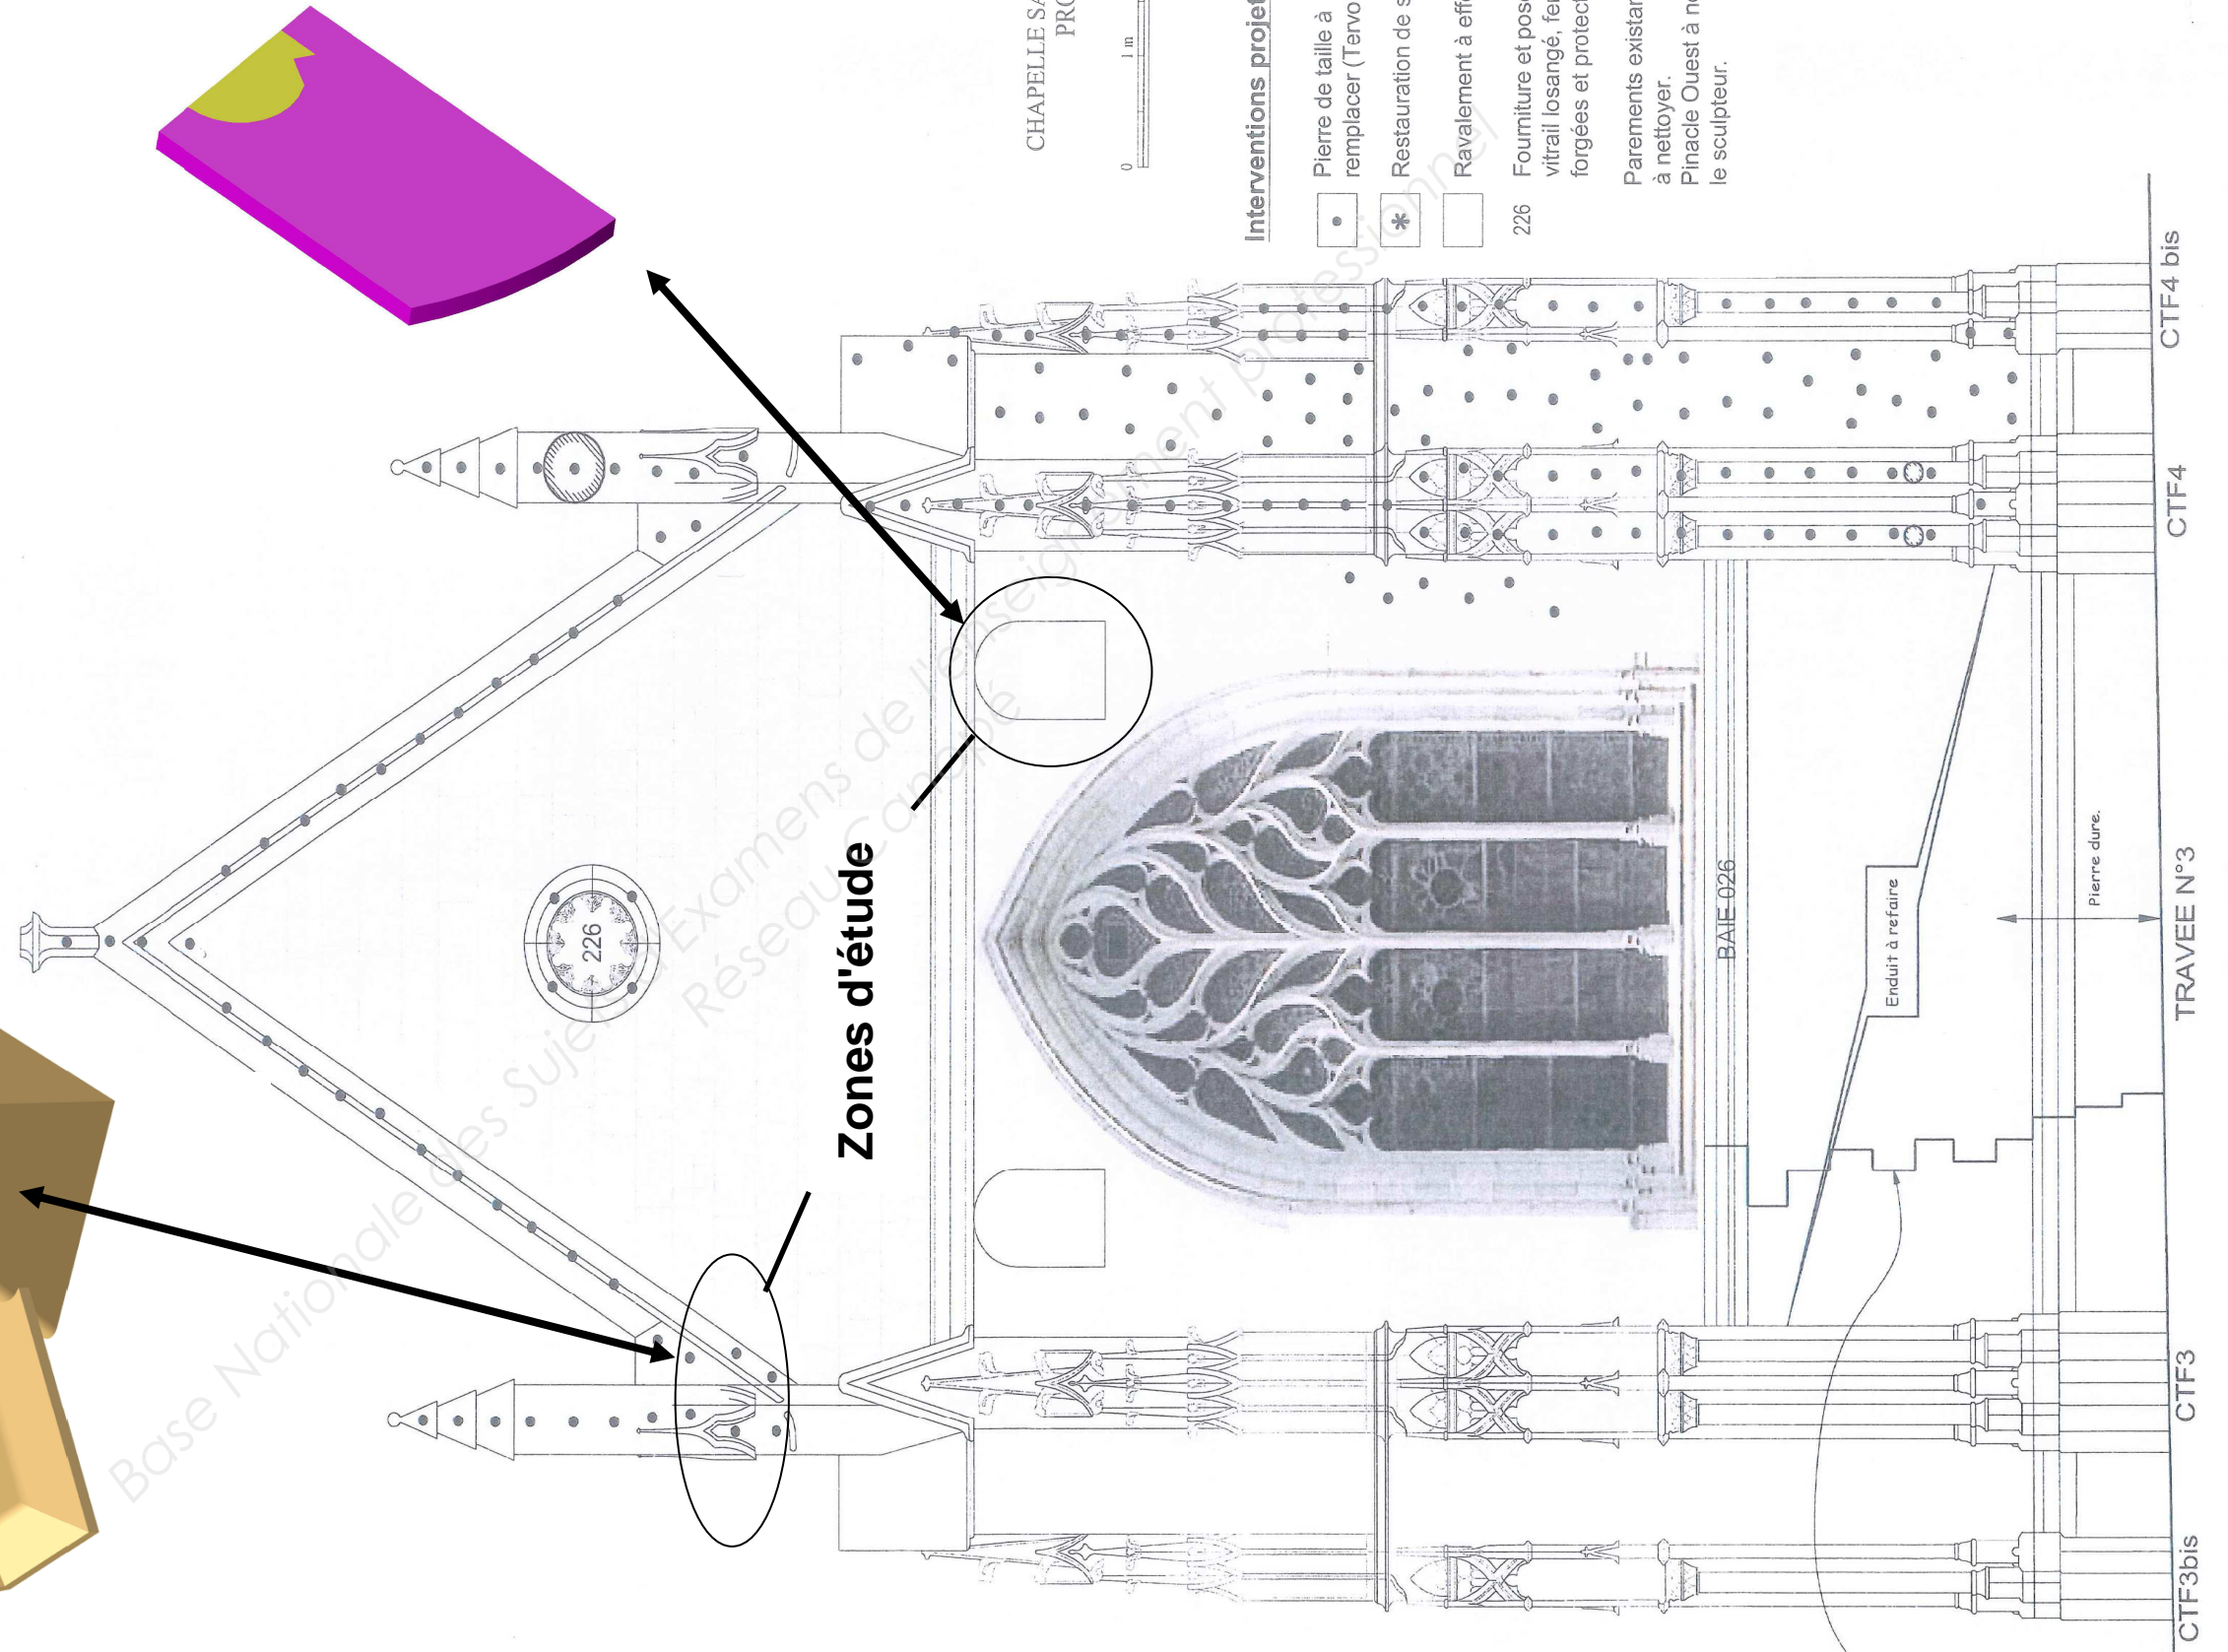 CHAPELLE SA
PRO
0 1 m
Interventions projet
Pierre de taille à
remplacer (Tervo
Restauration de s
Ravalement à effe
226 Fourniture et pose
vitrail losangé, fer
forgées et protect
Parements existan
à nettoyer.
Pinacle Ouest à ne
le sculpteur.
226
Zones d'étude
BAIE 026
Enduit à refaire
Pierre dure.
CTF3bis
CTF3
TRAVEE N°3
CTF4
CTF4 bis
Base Nationale des Sujets d'Examens de l'enseignement professionnel
Réseau Canopé